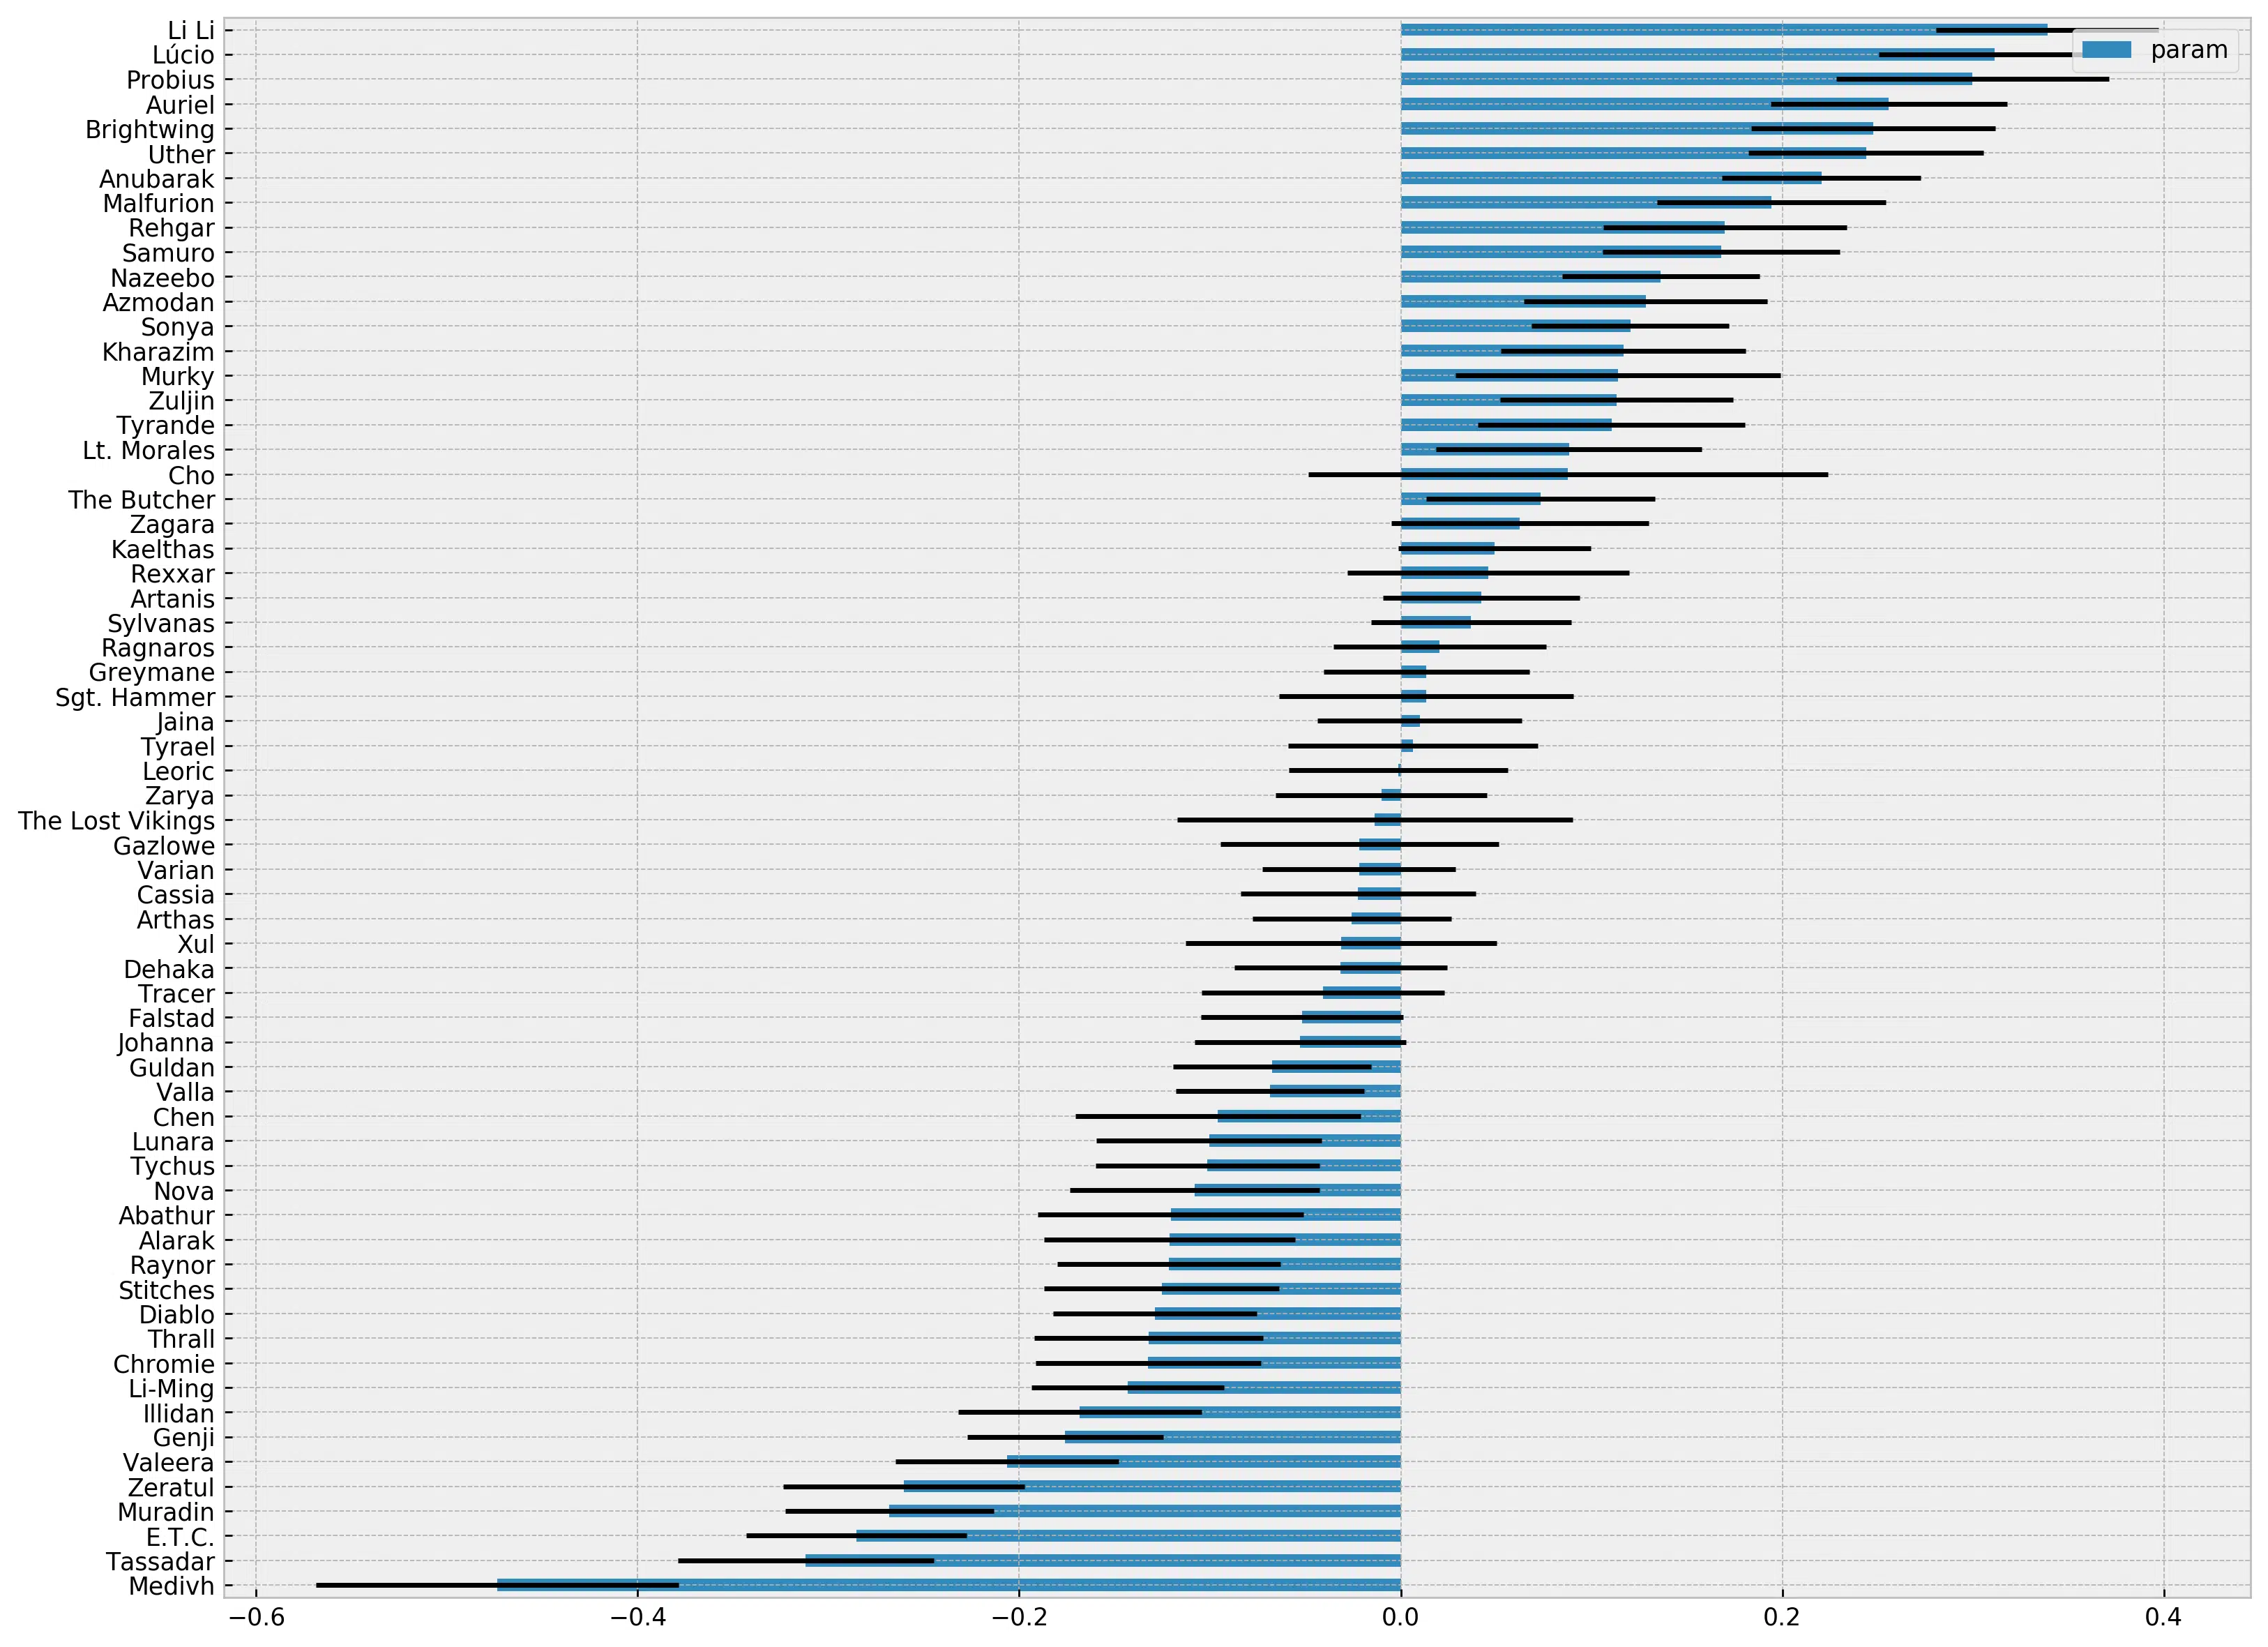 Li Li
Lúcio
Probius
Auriel
Brightwing
Uther
Anubarak
Malfurion
Rehgar
Samuro
Nazeebo
Azmodan
Sonya
Kharazim
Murky
Zuljin
Tyrande
Lt. Morales
Cho
The Butcher
Zagara
Kaelthas
Rexxar
Artanis
Sylvanas
Ragnaros
Greymane
Sgt. Hammer
Jaina
Tyrael
Leoric
Zarya
The Lost Vikings
Gazlowe
Varian
Cassia
Arthas
Xul
Dehaka
Tracer
Falstad
Johanna
Guldan
Valla
Chen
Lunara
Tychus
Nova
Abathur
Alarak
Raynor
Stitches
Diablo
Thrall
Chromie
Li-Ming
Illidan
Genji
Valeera
Zeratul
Muradin
E.T.C.
Tassadar
Medivh
−0.6 −0.4 −0.2 0.0 0.2 0.4
param